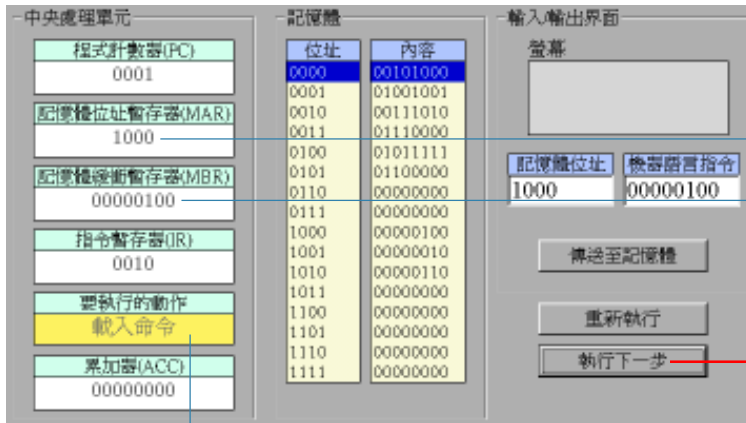 中央處理單元
程式計數器(PC)
0001
記憶體位址暫存器(MAR)
1000
記憶體緩衝暫存器(MBR)
00000100
指令暫存器(IR)
0010
要執行的動作
載入命令
累加器(ACC)
00000000
記憶體
位址 內容
0000 00101000
0001 01001001
0010 00111010
0011 01110000
0100 01011111
0101 01100000
0110 00000000
0111 00000000
1000 00000100
1001 00000010
1010 00000110
1011 00000000
1100 00000000
1101 00000000
1110 00000000
1111 00000000
輸入/輸出界面
螢幕
記憶體位址 機器語言指令
1000 00000100
傳送至記憶體
重新執行
執行下一步